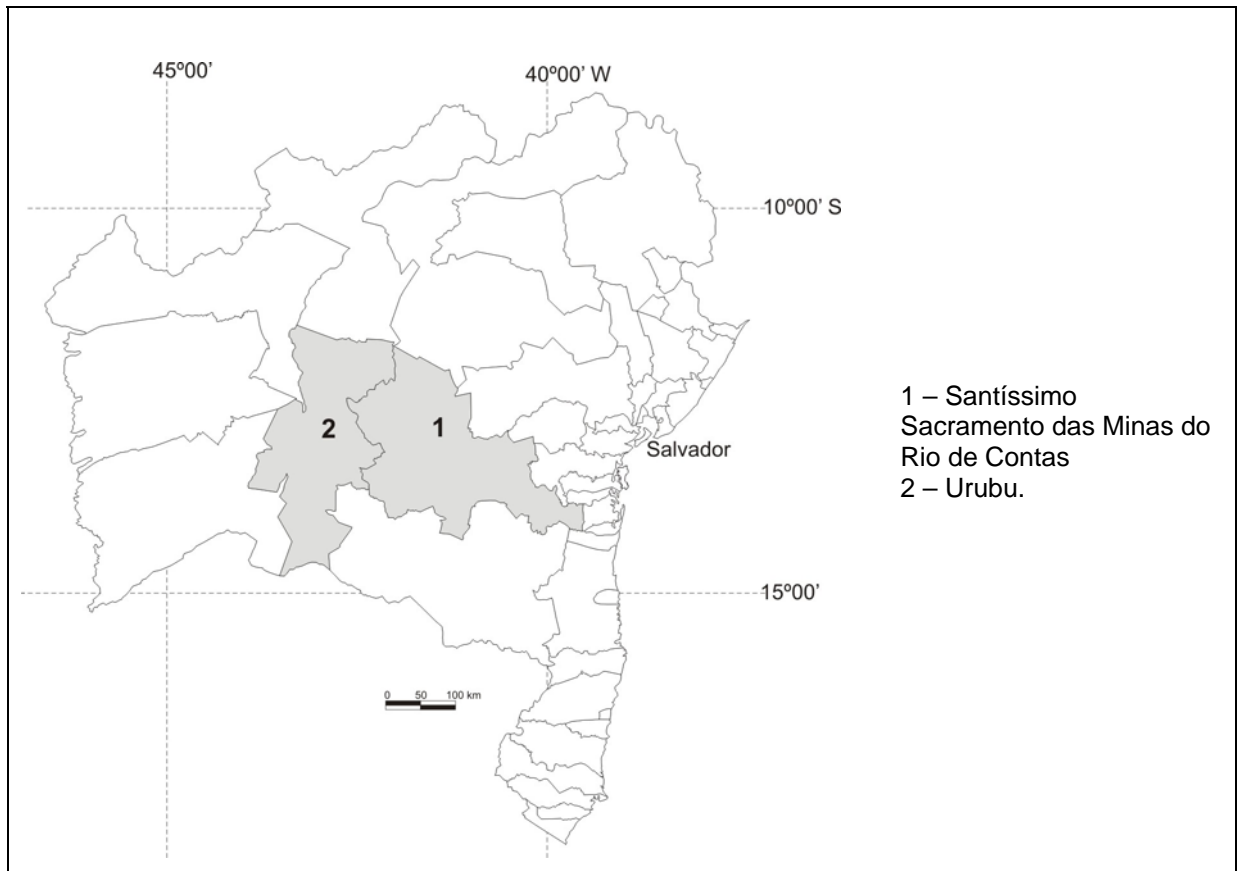 45º00'
40º00' W
10º00' S
2
1
Salvador
1 – Santíssimo
Sacramento das Minas do
Rio de Contas
2 – Urubu.
15º00'
0 50 100 km